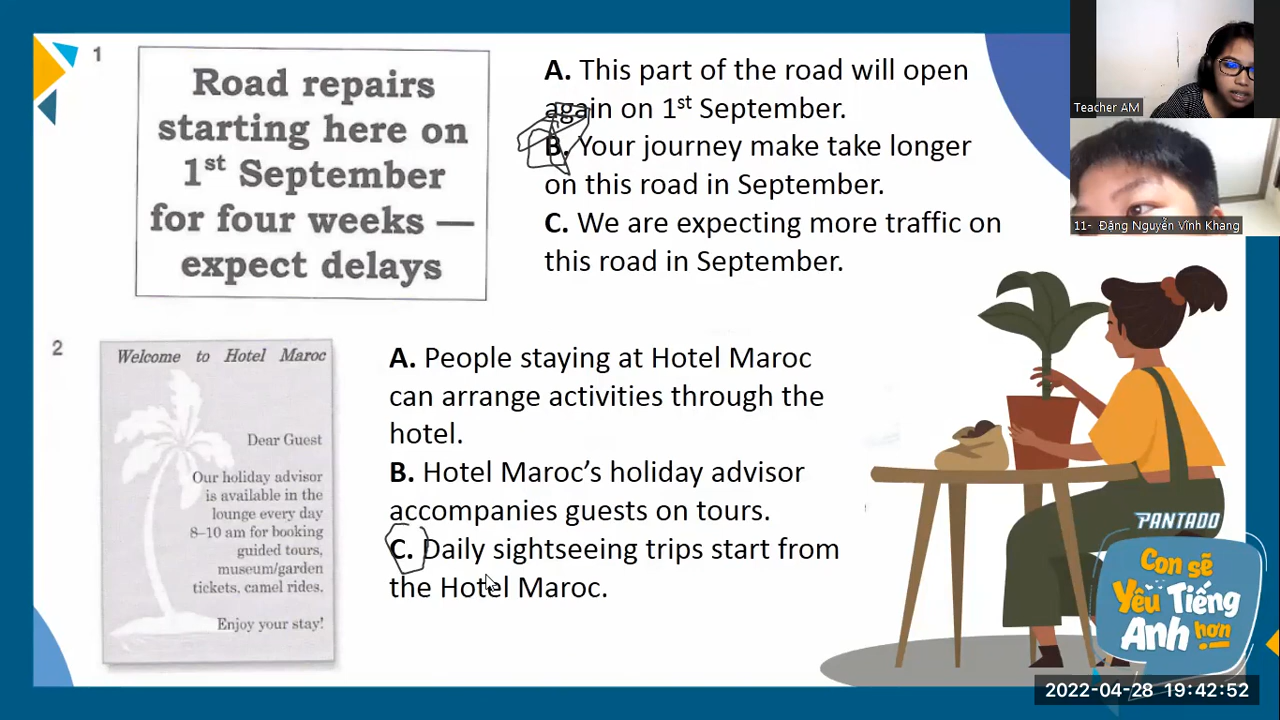 1
Road repairs
starting here on
1st September
for four weeks —
expect delays
A. This part of the road will open
again on 1st September.
B. Your journey make take longer
on this road in September.
C. We are expecting more traffic on
this road in September.
2
Welcome to Hotel Maroc
Dear Guest
Our holiday advisor
is available in the
lounge every day
8–10 am for booking
guided tours,
museum/garden
tickets, camel rides.
Enjoy your stay!
A. People staying at Hotel Maroc
can arrange activities through the
hotel.
B. Hotel Maroc's holiday advisor
accompanies guests on tours.
C. Daily sightseeing trips start from
the Hotel Maroc.
Teacher AM
11- Đặng Nguyễn Vĩnh Khang
PANTADO
Con sẽ
Yêu Tiếng
Anh hơn
2022-04-28 19:42:52